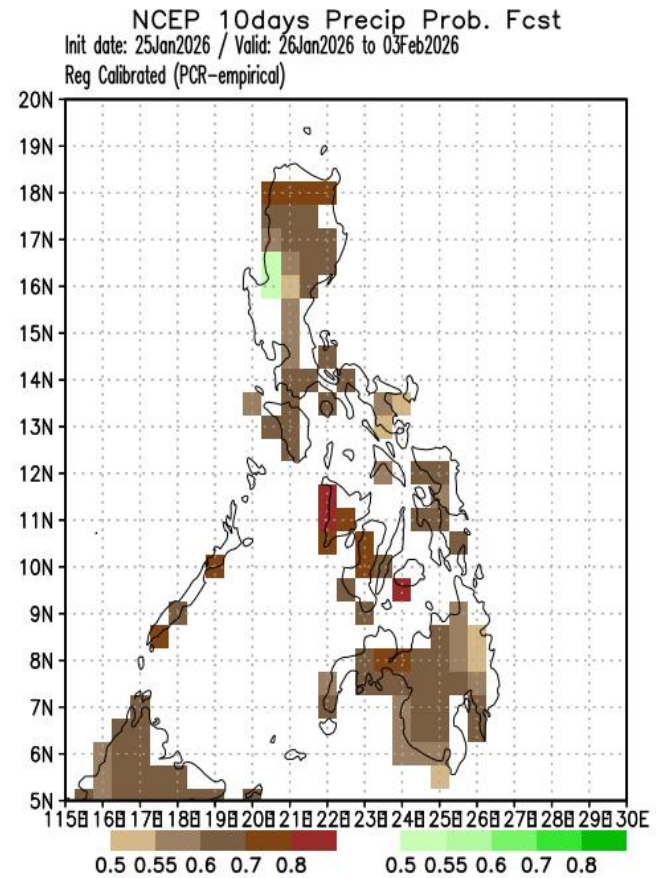 NCEP 10days Precip Prob. Fcst
Init date: 25Jan2026 / Valid: 26Jan2026 to 03Feb2026
Reg Calibrated (PCR-empirical)
20N
19N
18N
17N
16N
15N
14N
13N
12N
11N
10N
9N
8N
7N
6N
5N
115E 116E 117E 118E 119E 120E 121E 122E 123E 124E 125E 126E 127E 128E 129E 130E
0.5 0.55 0.6 0.7 0.8 0.5 0.55 0.6 0.7 0.8